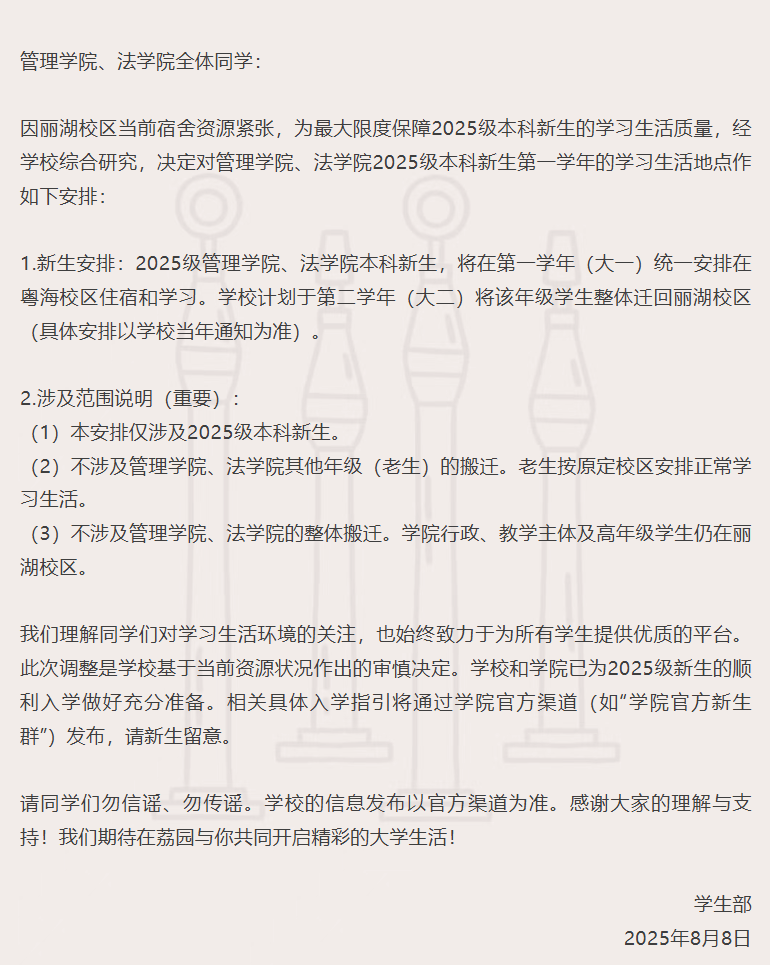 管理学院、法学院全体同学：
因丽湖校区当前宿舍资源紧张，为最大限度保障2025级本科新生的学习生活质量，经
学校综合研究，决定对管理学院、法学院2025级本科新生第一学年的学习生活地点作
如下安排：
1.新生安排：2025级管理学院、法学院本科新生，将在第一学年（大一）统一安排在
粤海校区住宿和学习。学校计划于第二学年（大二）将该年级学生整体迁回丽湖校区
（具体安排以学校当年通知为准）。
2.涉及范围说明（重要）：
（1）本安排仅涉及2025级本科新生。
（2）不涉及管理学院、法学院其他年级（老生）的搬迁。老生按原定校区安排正常学
习生活。
（3）不涉及管理学院、法学院的整体搬迁。学院行政、教学主体及高年级学生仍在丽
湖校区。
我们理解同学们对学习生活环境的关注，也始终致力于为所有学生提供优质的平台。
此次调整是学校基于当前资源状况作出的审慎决定。学校和学院已为2025级新生的顺
利入学做好充分准备。相关具体入学指引将通过学院官方渠道（如“学院官方新生
群”）发布，请新生留意。
请同学们勿信谣、勿传谣。学校的信息发布以官方渠道为准。感谢大家的理解与支
持！我们期待在荔园与你共同开启精彩的大学生活！
学生部
2025年8月8日